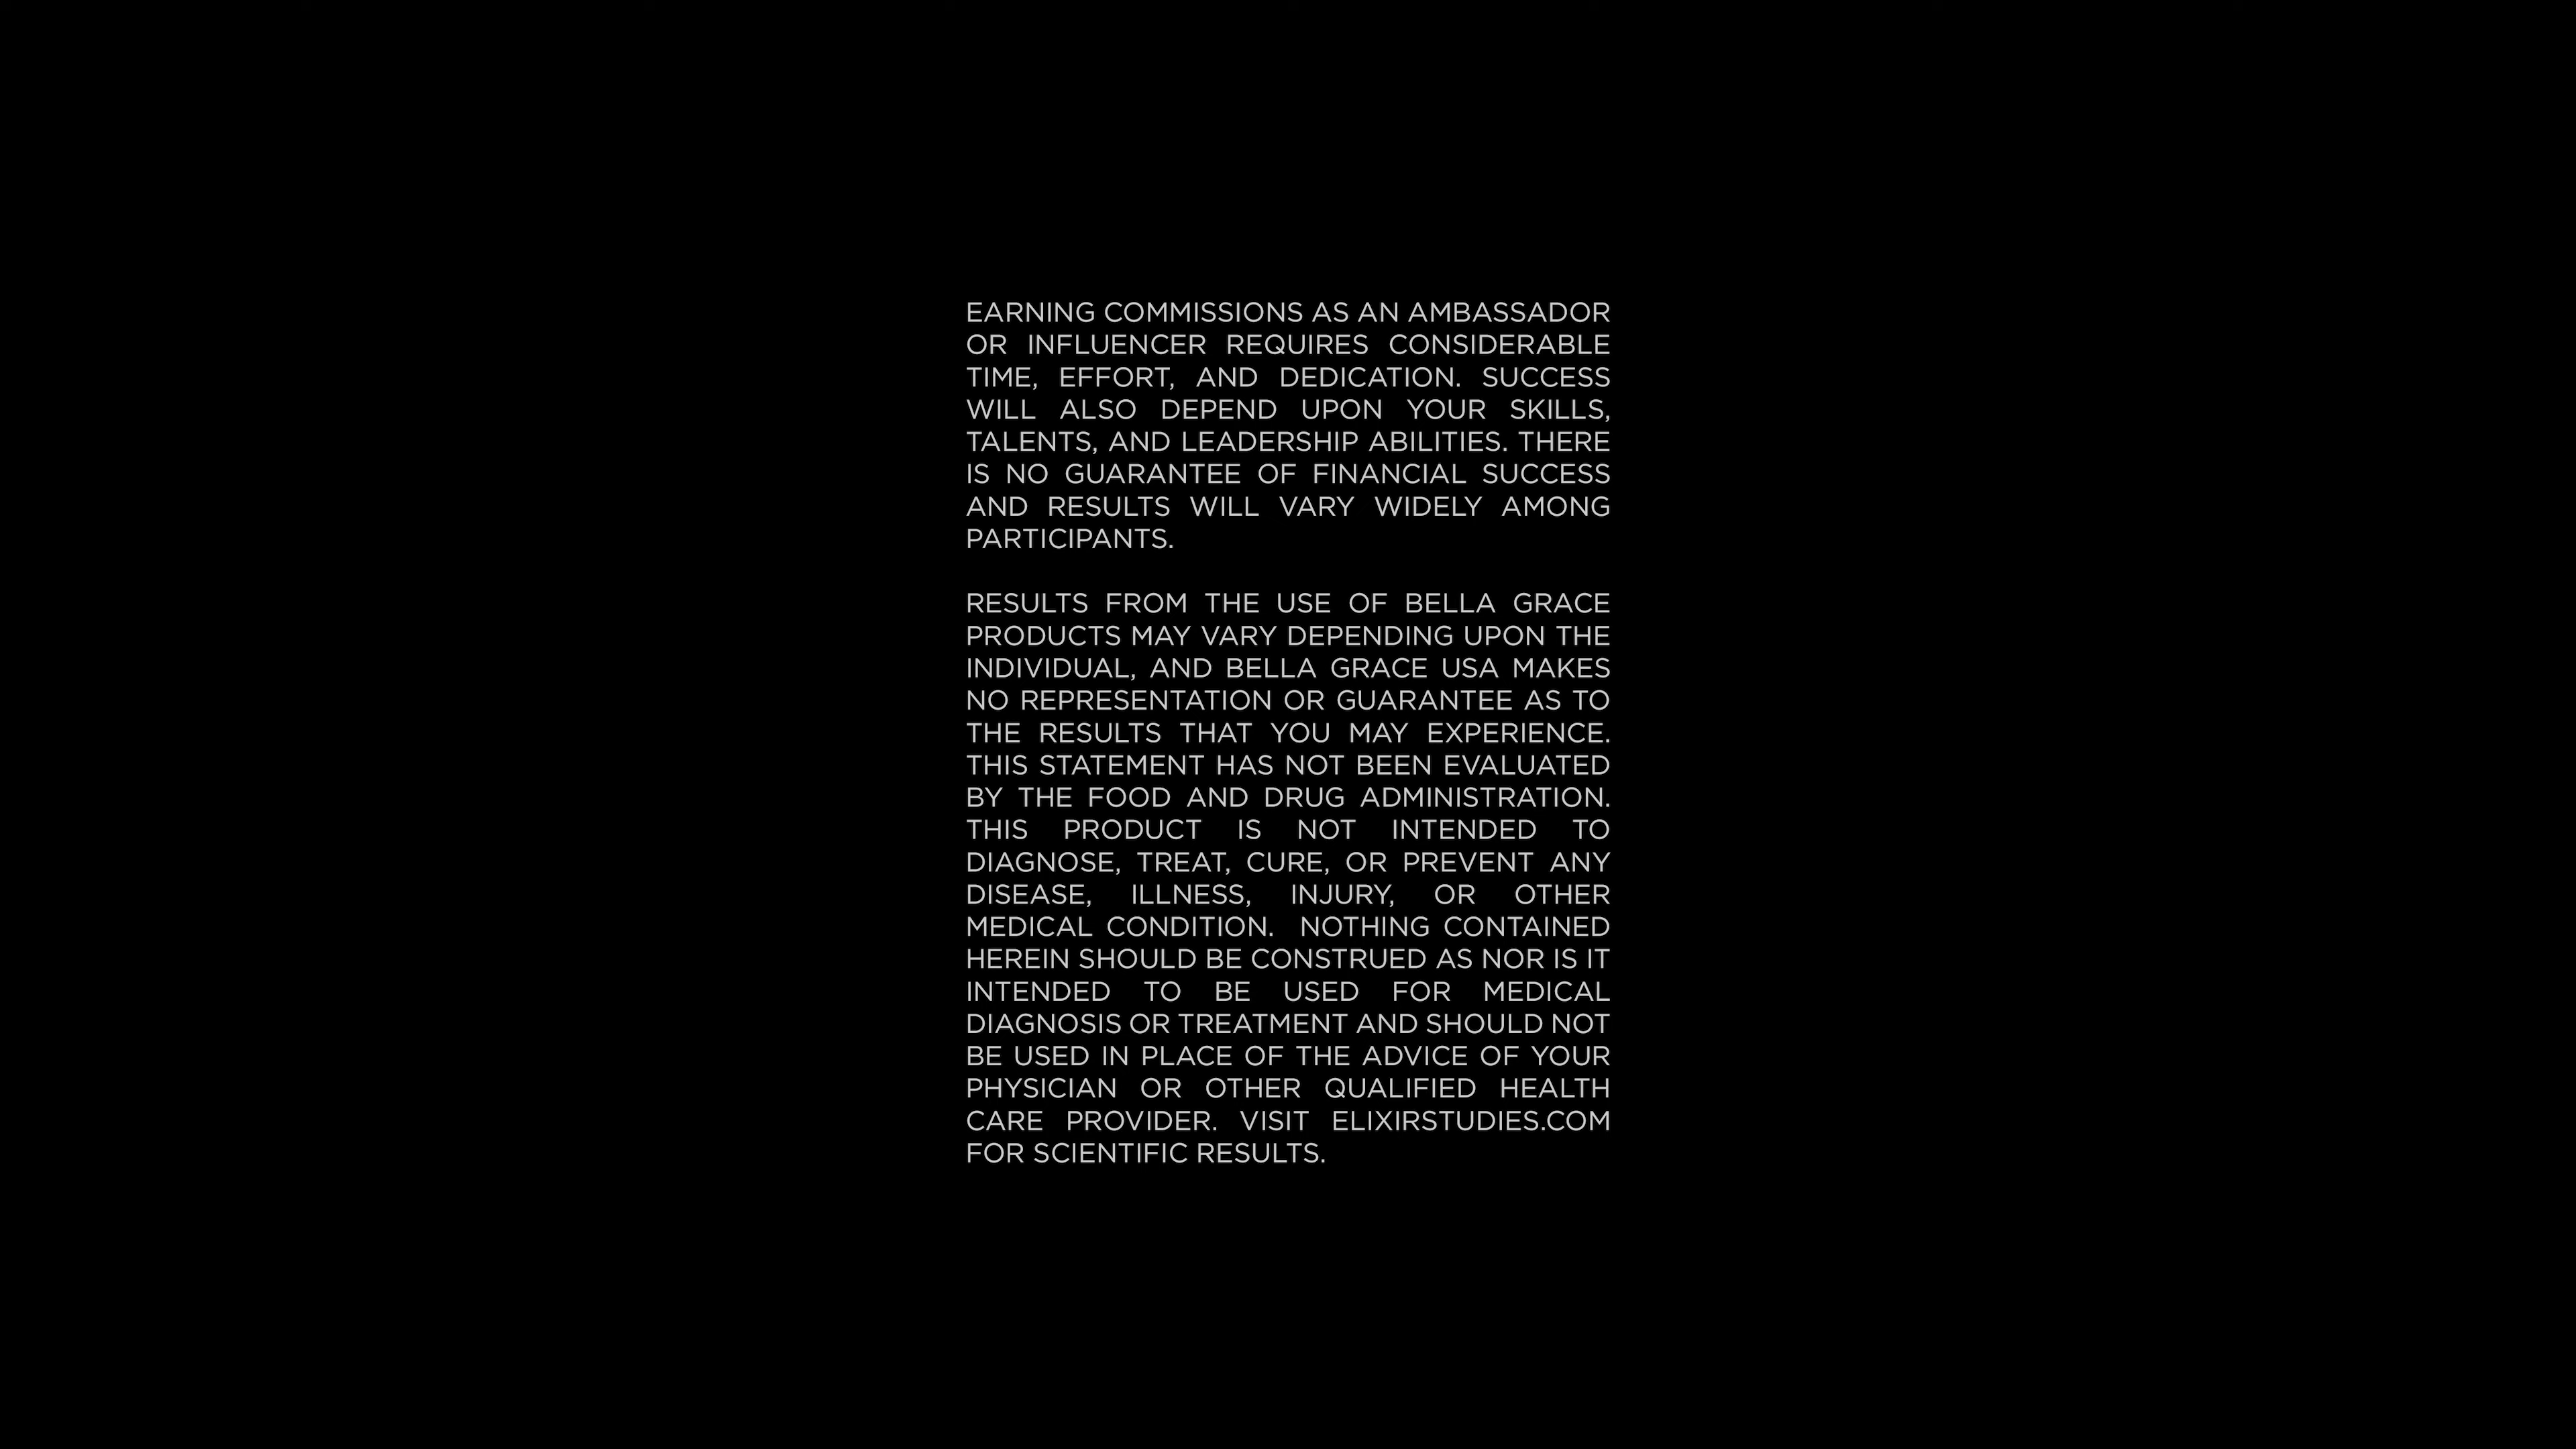 EARNING COMMISSIONS AS AN AMBASSADOR
OR INFLUENCER REQUIRES CONSIDERABLE
TIME, EFFORT, AND DEDICATION. SUCCESS
WILL ALSO DEPEND UPON YOUR SKILLS,
TALENTS, AND LEADERSHIP ABILITIES. THERE
IS NO GUARANTEE OF FINANCIAL SUCCESS
AND RESULTS WILL VARY WIDELY AMONG
PARTICIPANTS.
RESULTS FROM THE USE OF BELLA GRACE
PRODUCTS MAY VARY DEPENDING UPON THE
INDIVIDUAL, AND BELLA GRACE USA MAKES
NO REPRESENTATION OR GUARANTEE AS TO
THE RESULTS THAT YOU MAY EXPERIENCE.
THIS STATEMENT HAS NOT BEEN EVALUATED
BY THE FOOD AND DRUG ADMINISTRATION.
THIS PRODUCT IS NOT INTENDED TO
DIAGNOSE, TREAT, CURE, OR PREVENT ANY
DISEASE, ILLNESS, INJURY, OR OTHER
MEDICAL CONDITION. NOTHING CONTAINED
HEREIN SHOULD BE CONSTRUED AS NOR IS IT
INTENDED TO BE USED FOR MEDICAL
DIAGNOSIS OR TREATMENT AND SHOULD NOT
BE USED IN PLACE OF THE ADVICE OF YOUR
PHYSICIAN OR OTHER QUALIFIED HEALTH
CARE PROVIDER. VISIT ELIXIRSTUDIES.COM
FOR SCIENTIFIC RESULTS.